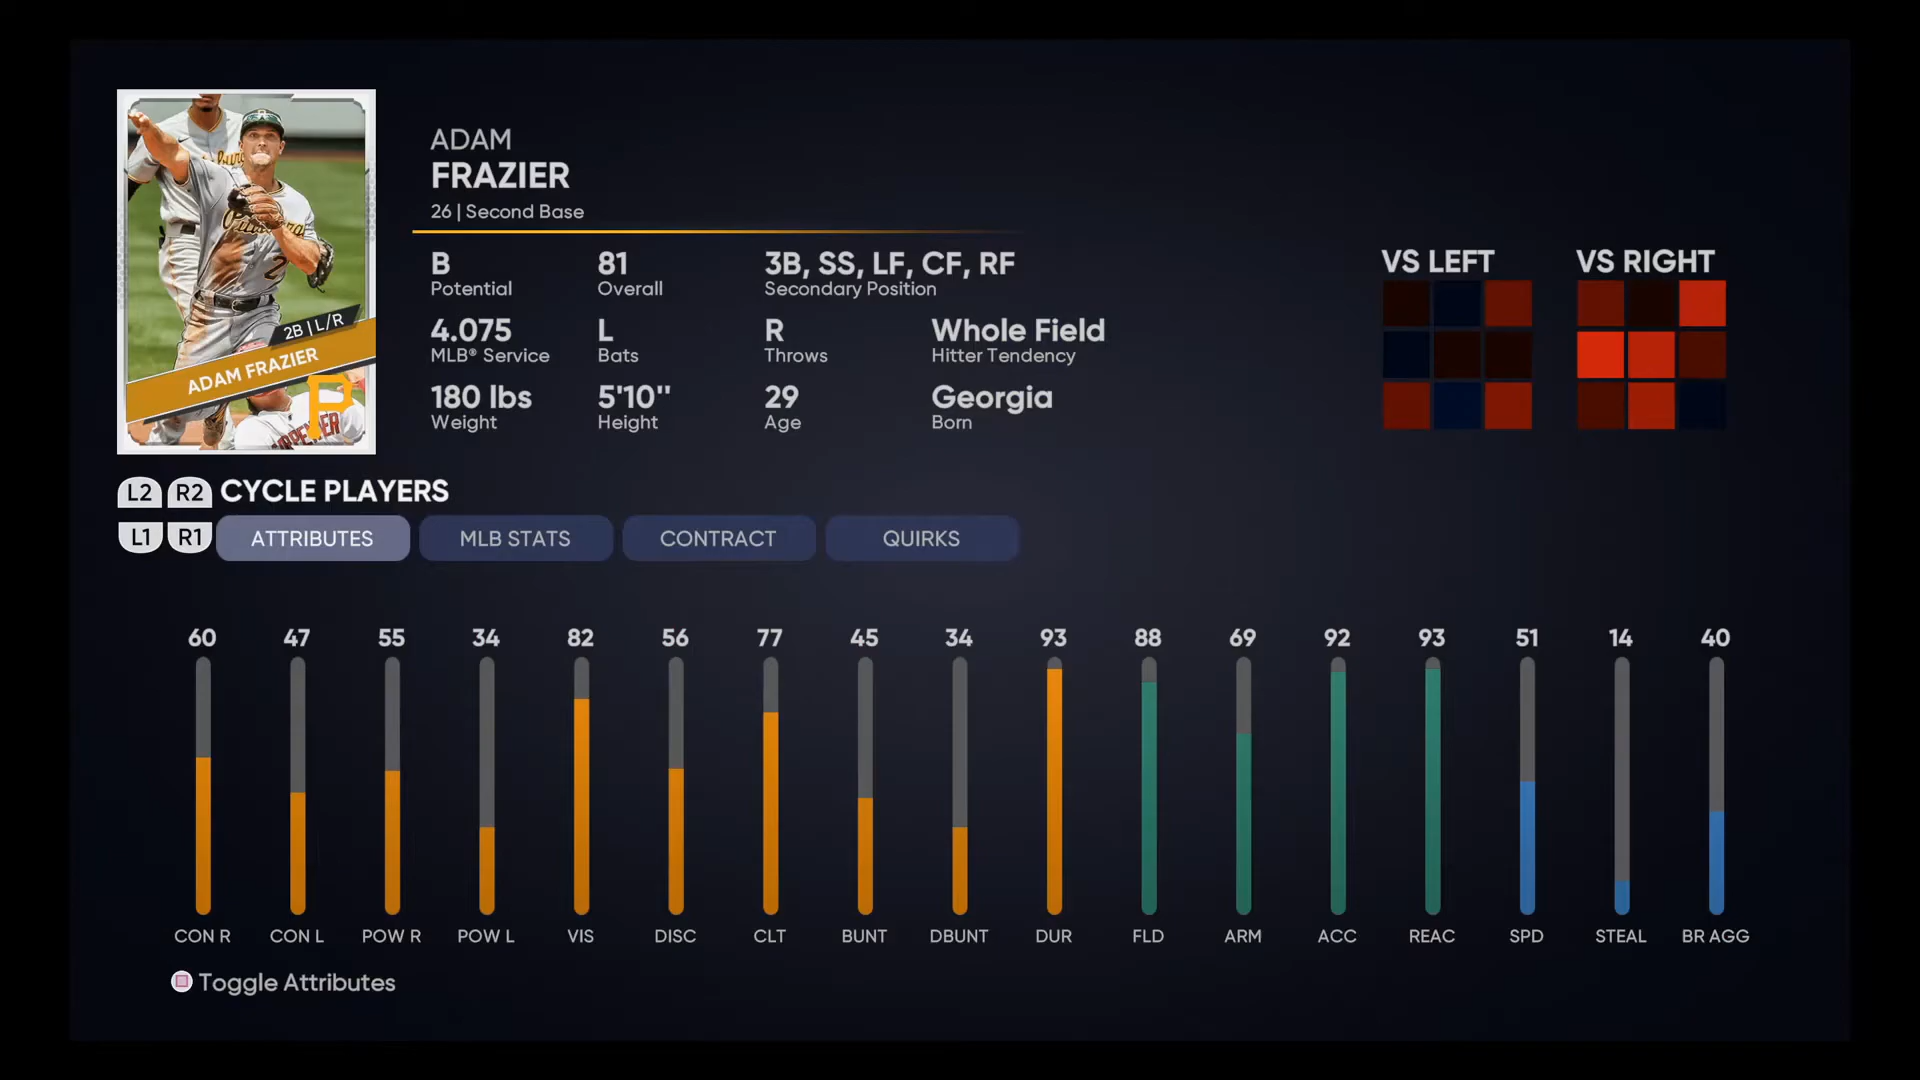 ADAM
FRAZIER
26 | Second Base
B
Potential
81
Overall
3B, SS, LF, CF, RF
Secondary Position
4.075
MLB® Service
L
Bats
R
Throws
Whole Field
Hitter Tendency
180 lbs
Weight
5'10''
Height
29
Age
Georgia
Born
VS LEFT
VS RIGHT
Pittsburgh
2
2B | L/R
ADAM FRAZIER
P
L2 R2 CYCLE PLAYERS
L1 R1 ATTRIBUTES MLB STATS CONTRACT QUIRKS
60 47 55 34 82 56 77 45 34 93 88 69 92 93 51 14 40
CON R CON L POW R POW L VIS DISC CLT BUNT DBUNT DUR FLD ARM ACC REAC SPD STEAL BR AGG
Toggle Attributes